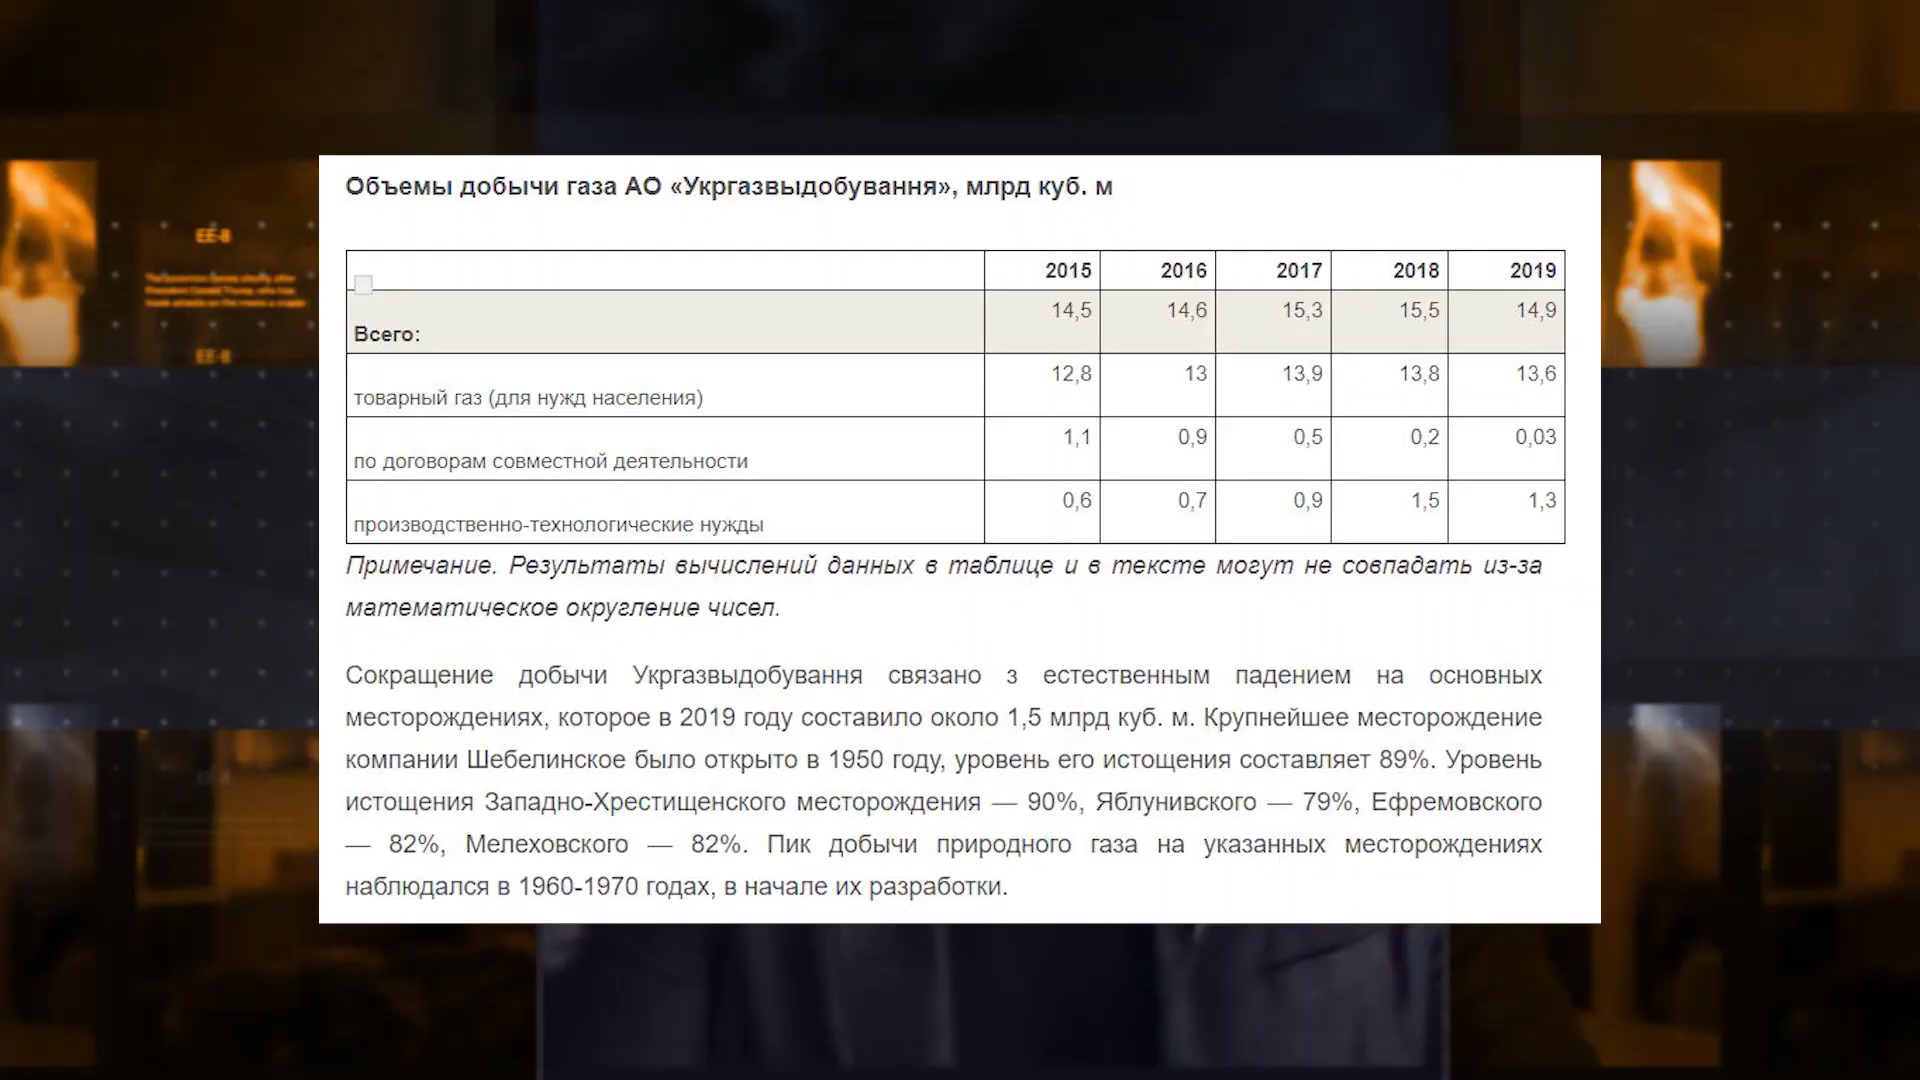 Объемы добычи газа АО «Укргазвыдобування», млрд куб. м
2015 2016 2017 2018 2019
Всего: 14,5 14,6 15,3 15,5 14,9
товарный газ (для нужд населения) 12,8 13 13,9 13,8 13,6
по договорам совместной деятельности 1,1 0,9 0,5 0,2 0,03
производственно-технологические нужды 0,6 0,7 0,9 1,5 1,3
Примечание. Результаты вычислений данных в таблице и в тексте могут не совпадать из-за
математическое округление чисел.
Сокращение добычи Укргазвыдобування связано з естественным падением на основных
месторождениях, которое в 2019 году составило около 1,5 млрд куб. м. Крупнейшее месторождение
компании Шебелинское было открыто в 1950 году, уровень его истощения составляет 89%. Уровень
истощения Западно-Хрестищенского месторождения — 90%, Яблунивского — 79%, Ефремовского
— 82%, Мелеховского — 82%. Пик добычи природного газа на указанных месторождениях
наблюдался в 1960-1970 годах, в начале их разработки.
EE-8
EE-8